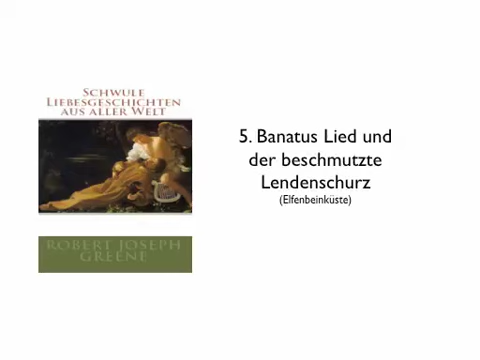 Schwule
Liebesgeschichten
aus aller Welt
Robert Joseph
Greene
5. Banatus Lied und
der beschmutzte
Lendenschurz
(Elfenbeinküste)